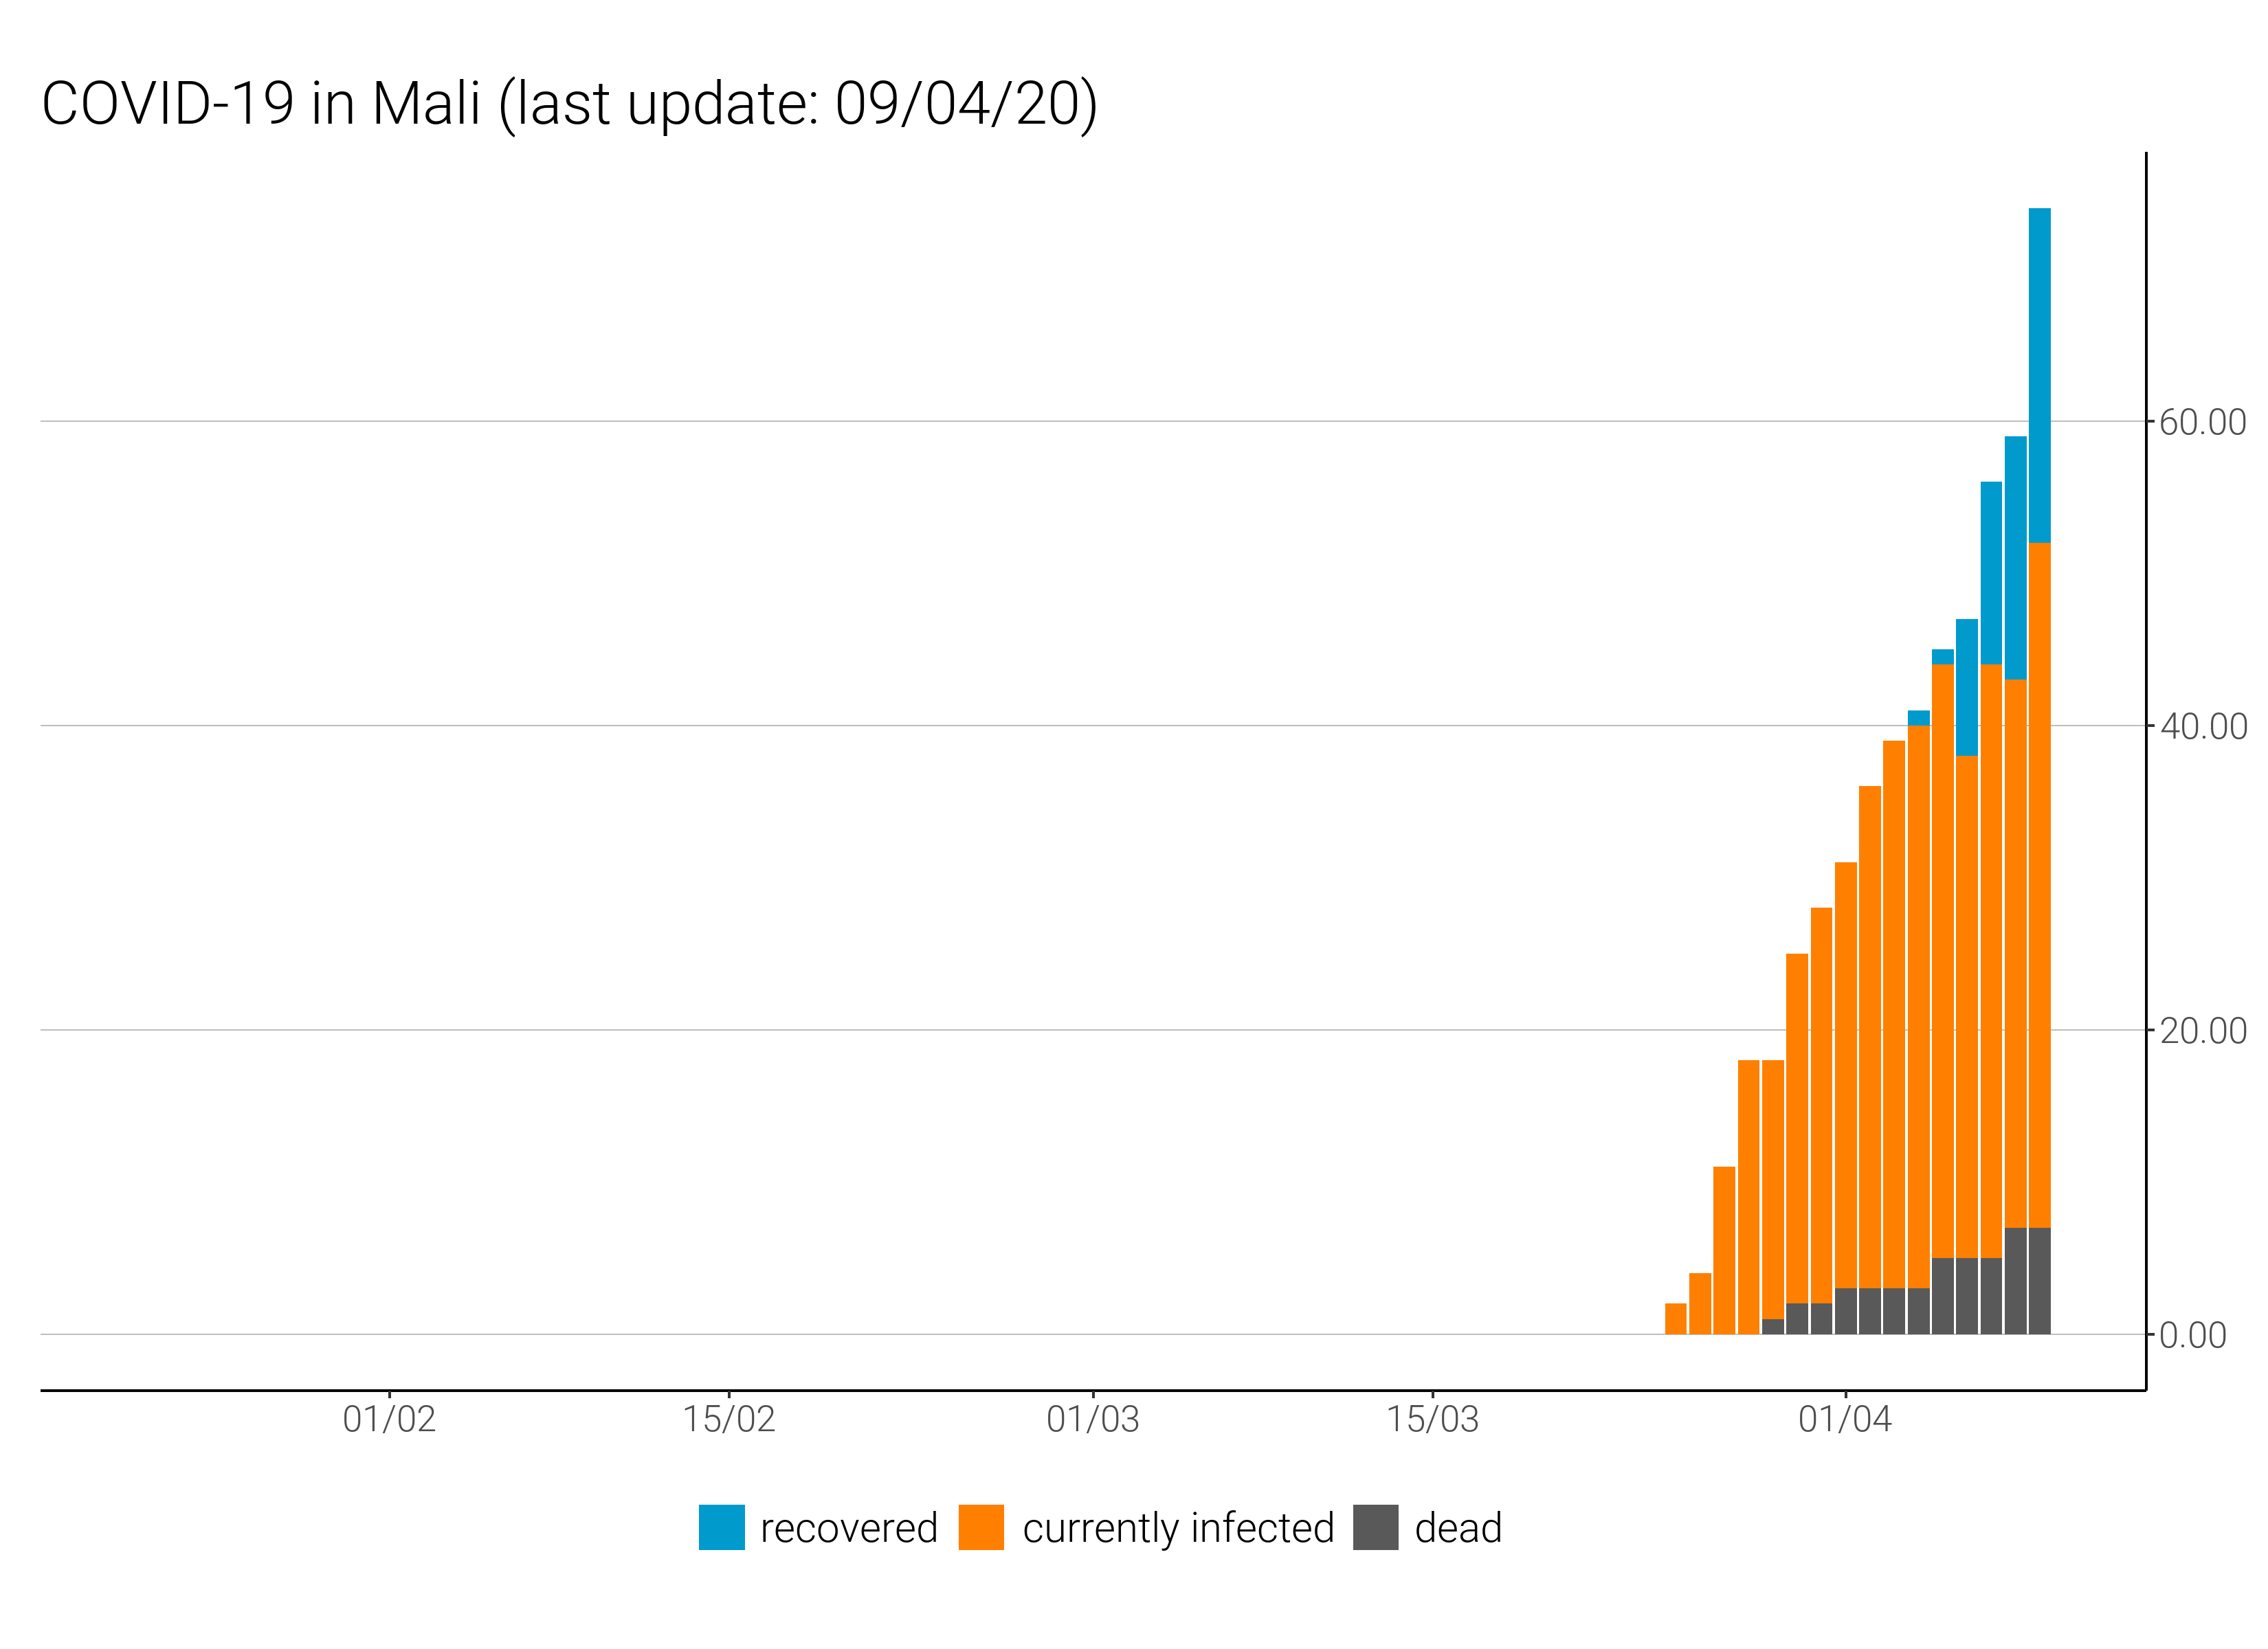 COVID-19 in Mali (last update: 09/04/20)
60.00
40.00
20.00
0.00
01/02 15/02 01/03 15/03 01/04
recovered currently infected dead